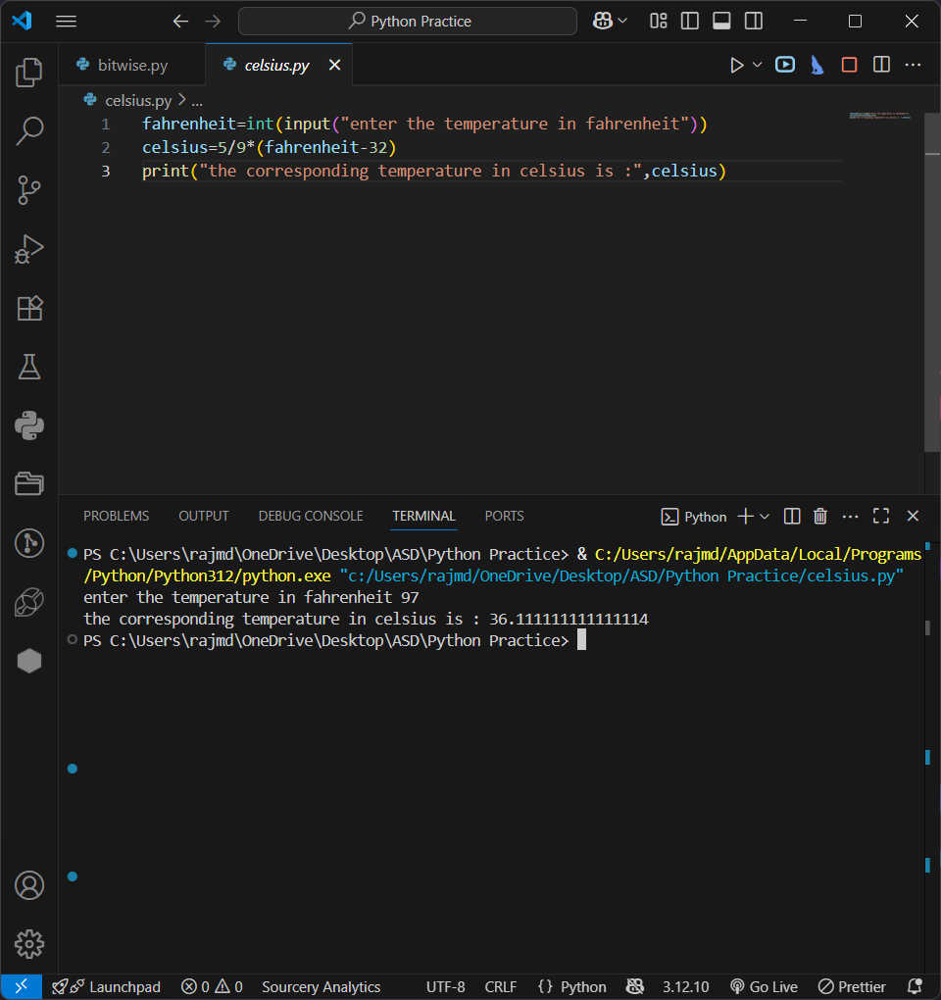 Python Practice
bitwise.py
celsius.py
celsius.py > ...
1 fahrenheit=int(input("enter the temperature in fahrenheit"))
2 celsius=5/9*(fahrenheit-32)
3 print("the corresponding temperature in celsius is :",celsius)
PROBLEMS OUTPUT DEBUG CONSOLE TERMINAL PORTS Python
PS C:\Users\rajmd\OneDrive\Desktop\ASD\Python Practice> & C:/Users/rajmd/AppData/Local/Programs
/Python/Python312/python.exe "c:/Users/rajmd/OneDrive/Desktop/ASD/Python Practice/celsius.py"
enter the temperature in fahrenheit 97
the corresponding temperature in celsius is : 36.111111111111114
PS C:\Users\rajmd\OneDrive\Desktop\ASD\Python Practice>
Launchpad 0 0 Sourcery Analytics UTF-8 CRLF {} Python 3.12.10 Go Live Prettier